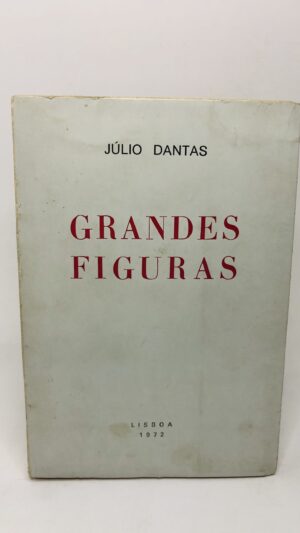 JÚLIO DANTAS
GRANDES
FIGURAS
LISBOA
1972